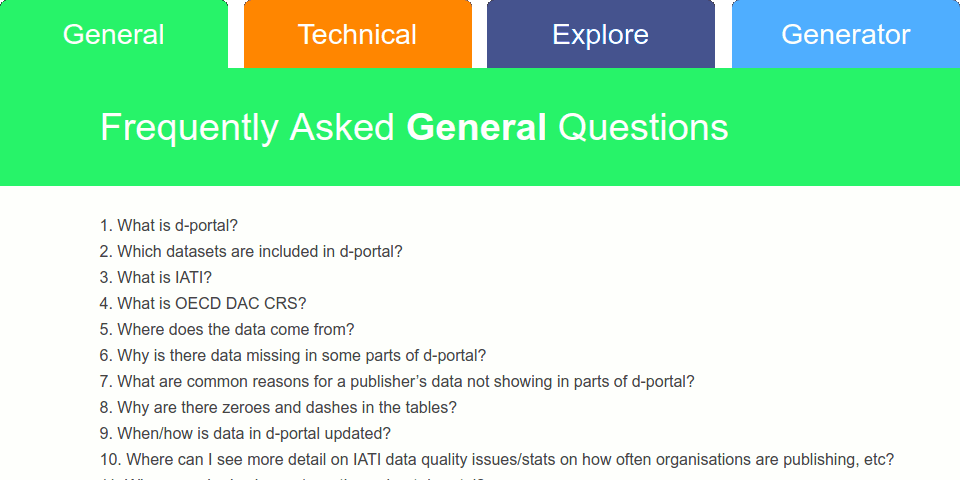 General
Technical
Explore
Generator
Frequently Asked General Questions
1. What is d-portal?
2. Which datasets are included in d-portal?
3. What is IATI?
4. What is OECD DAC CRS?
5. Where does the data come from?
6. Why is there data missing in some parts of d-portal?
7. What are common reasons for a publisher’s data not showing in parts of d-portal?
8. Why are there zeroes and dashes in the tables?
9. When/how is data in d-portal updated?
10. Where can I see more detail on IATI data quality issues/stats on how often organisations are publishing, etc?